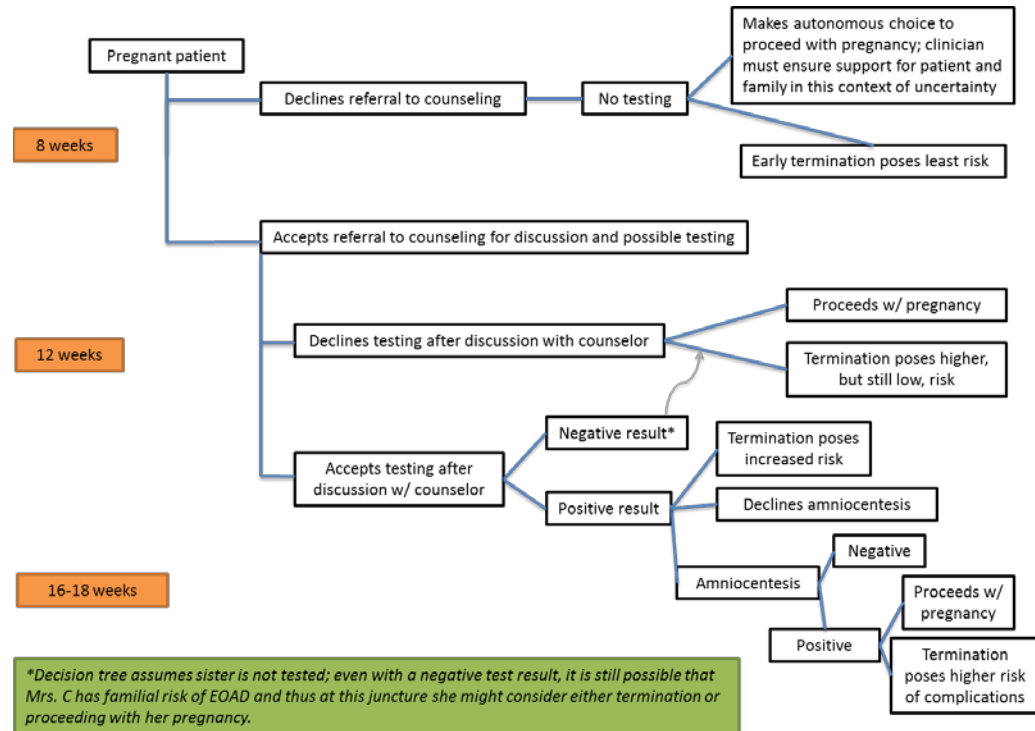 Pregnant patient
Makes autonomous choice to
proceed with pregnancy; clinician
must ensure support for patient and
family in this context of uncertainty
Declines referral to counseling
No testing
8 weeks
Early termination poses least risk
Accepts referral to counseling for discussion and possible testing
Proceeds w/ pregnancy
12 weeks
Declines testing after discussion with counselor
Termination poses higher,
but still low, risk
Negative result*
Termination poses
increased risk
Accepts testing after
discussion w/ counselor
Positive result
Declines amniocentesis
Negative
16-18 weeks
Amniocentesis
Proceeds w/
pregnancy
Positive
Termination
poses higher risk
of complications
*Decision tree assumes sister is not tested; even with a negative test result, it is still possible that
Mrs. C has familial risk of EOAD and thus at this juncture she might consider either termination or
proceeding with her pregnancy.